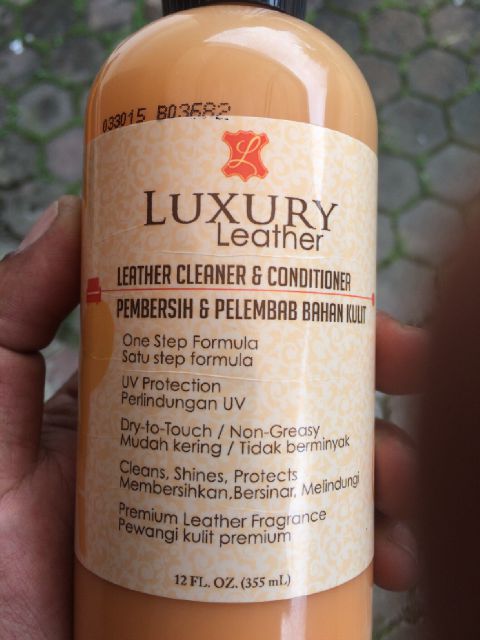 033015 B03682
L
LUXURY
Leather
LEATHER CLEANER & CONDITIONER
PEMBERSIH & PELEMBAB BAHAN KULIT
One Step Formula
Satu step formula
UV Protection
Perlindungan UV
Dry-to-Touch / Non-Greasy
Mudah kering / Tidak berminyak
Cleans, Shines, Protects
Membersihkan,Bersinar, Melindungi
Premium Leather Fragrance
Pewangi kulit premium
12 FL. OZ. (355 mL)